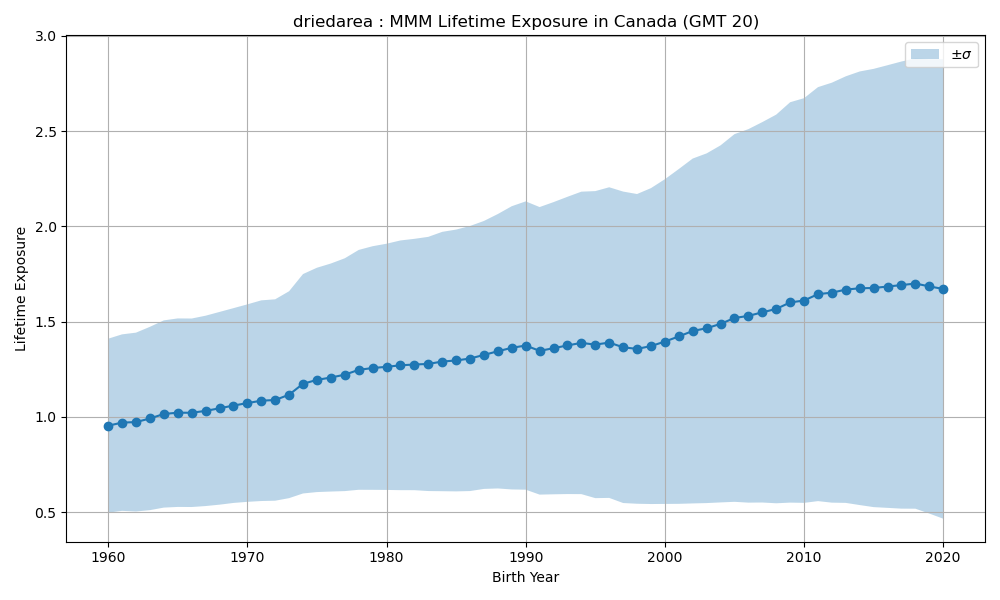 driedarea : MMM Lifetime Exposure in Canada (GMT 20)
±σ
3.0
2.5
2.0
1.5
1.0
0.5
Lifetime Exposure
1960 1970 1980 1990 2000 2010 2020
Birth Year